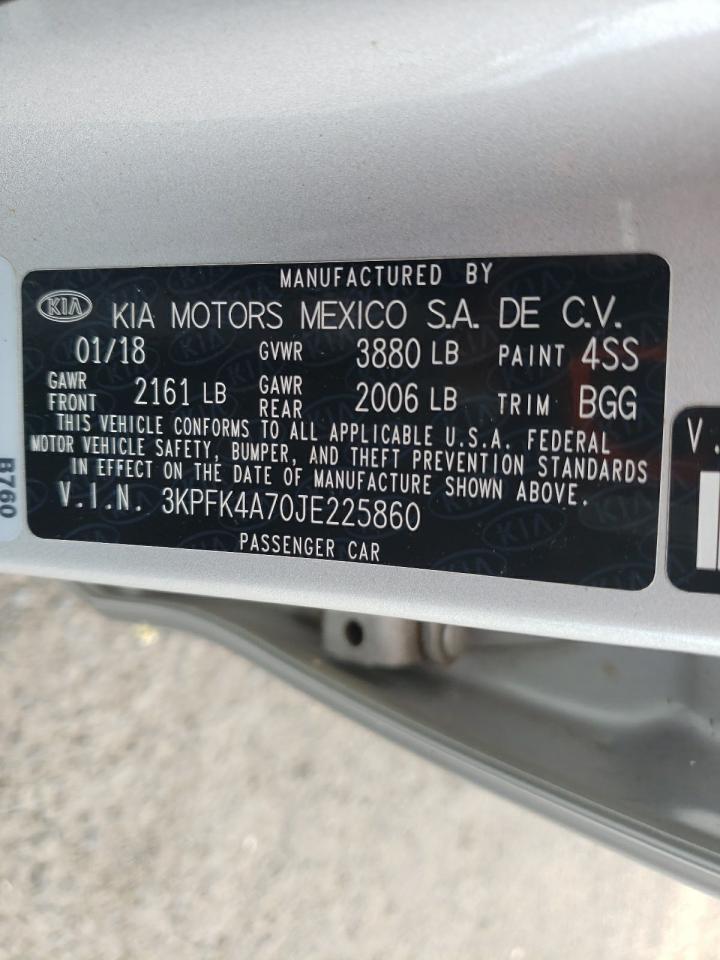 MANUFACTURED BY
KIA KIA MOTORS MEXICO S.A. DE C.V.
01/18 GVWR 3880 LB PAINT 4SS
GAWR FRONT 2161 LB GAWR REAR 2006 LB TRIM BGG
THIS VEHICLE CONFORMS TO ALL APPLICABLE U.S.A. FEDERAL
MOTOR VEHICLE SAFETY, BUMPER, AND THEFT PREVENTION STANDARDS
IN EFFECT ON THE DATE OF MANUFACTURE SHOWN ABOVE.
V.I.N. 3KPFK4A70JE225860
PASSENGER CAR
B760
V.